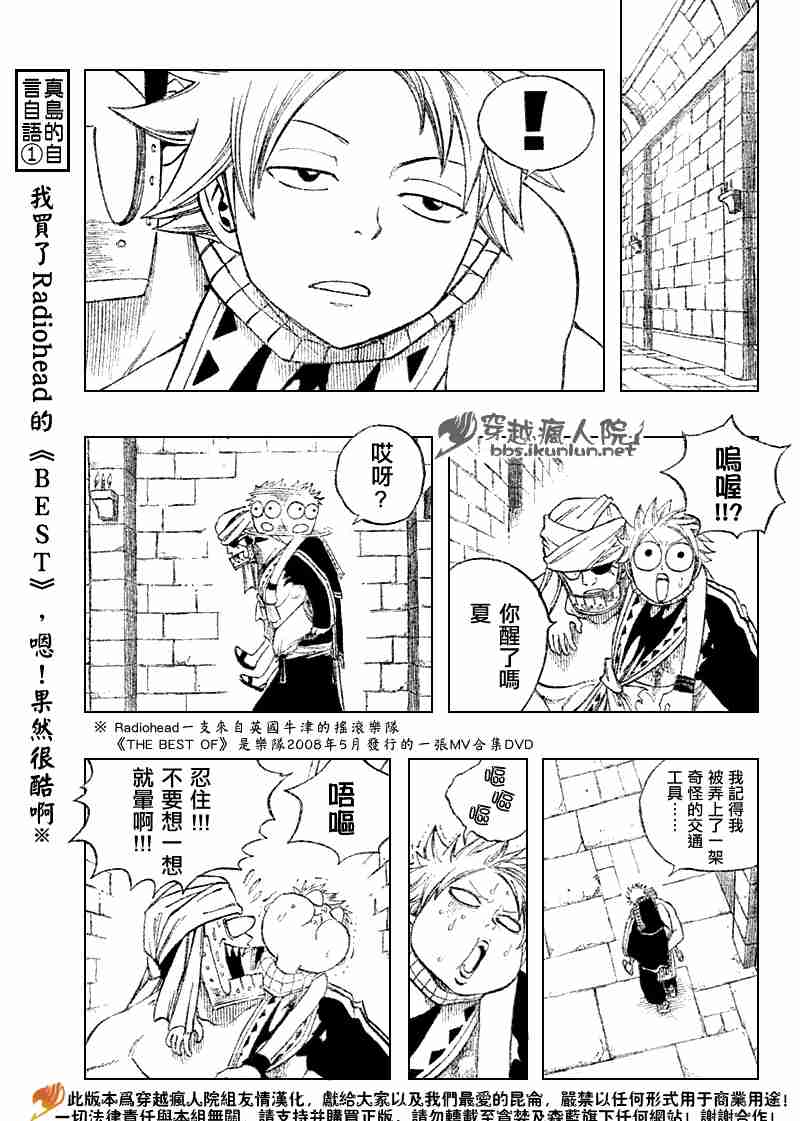 真島的自
言自語①
我買了Radiohead的《BEST》，嗯！果然很酷啊※
！
穿越瘋人院
bbs.ikunlun.net
嗚喔!!?
你醒了嗎
夏
哎呀？
※ Radiohead一支來自英國牛津的搖滾樂隊
《THE BEST OF》是樂隊2008年5月發行的一張MV合集DVD
我記得我
被弄上了一架
奇怪的交通
工具……
嘔
嘔
嘔
唔嘔
忍住!!!
不要想一想
就暈啊!!!
此版本爲穿越瘋人院組友情漢化，獻給大家以及我們最愛的昆侖，嚴禁以任何形式用于商業用途！
一切法律責任與本組無關，請支持并購買正版，請勿轉載至貪婪及森藍旗下任何網站！謝謝合作！